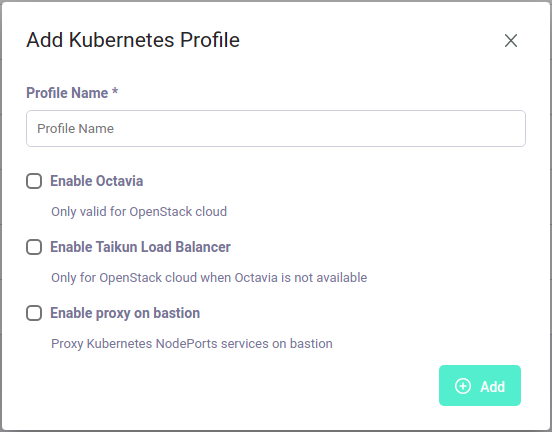 Add Kubernetes Profile
Profile Name *
Profile Name
Enable Octavia
Only valid for OpenStack cloud
Enable Taikun Load Balancer
Only for OpenStack cloud when Octavia is not available
Enable proxy on bastion
Proxy Kubernetes NodePorts services on bastion
Add